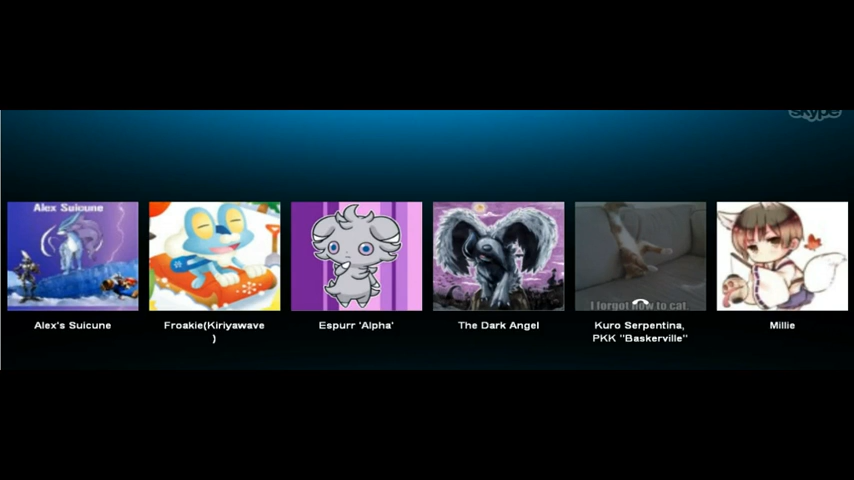 skype
Alex Suicune
I forgot how to cat
Alex's Suicune
Froakie(Kiriyawave
)
Espurr 'Alpha'
The Dark Angel
Kuro Serpentina,
PKK "Baskerville"
Millie